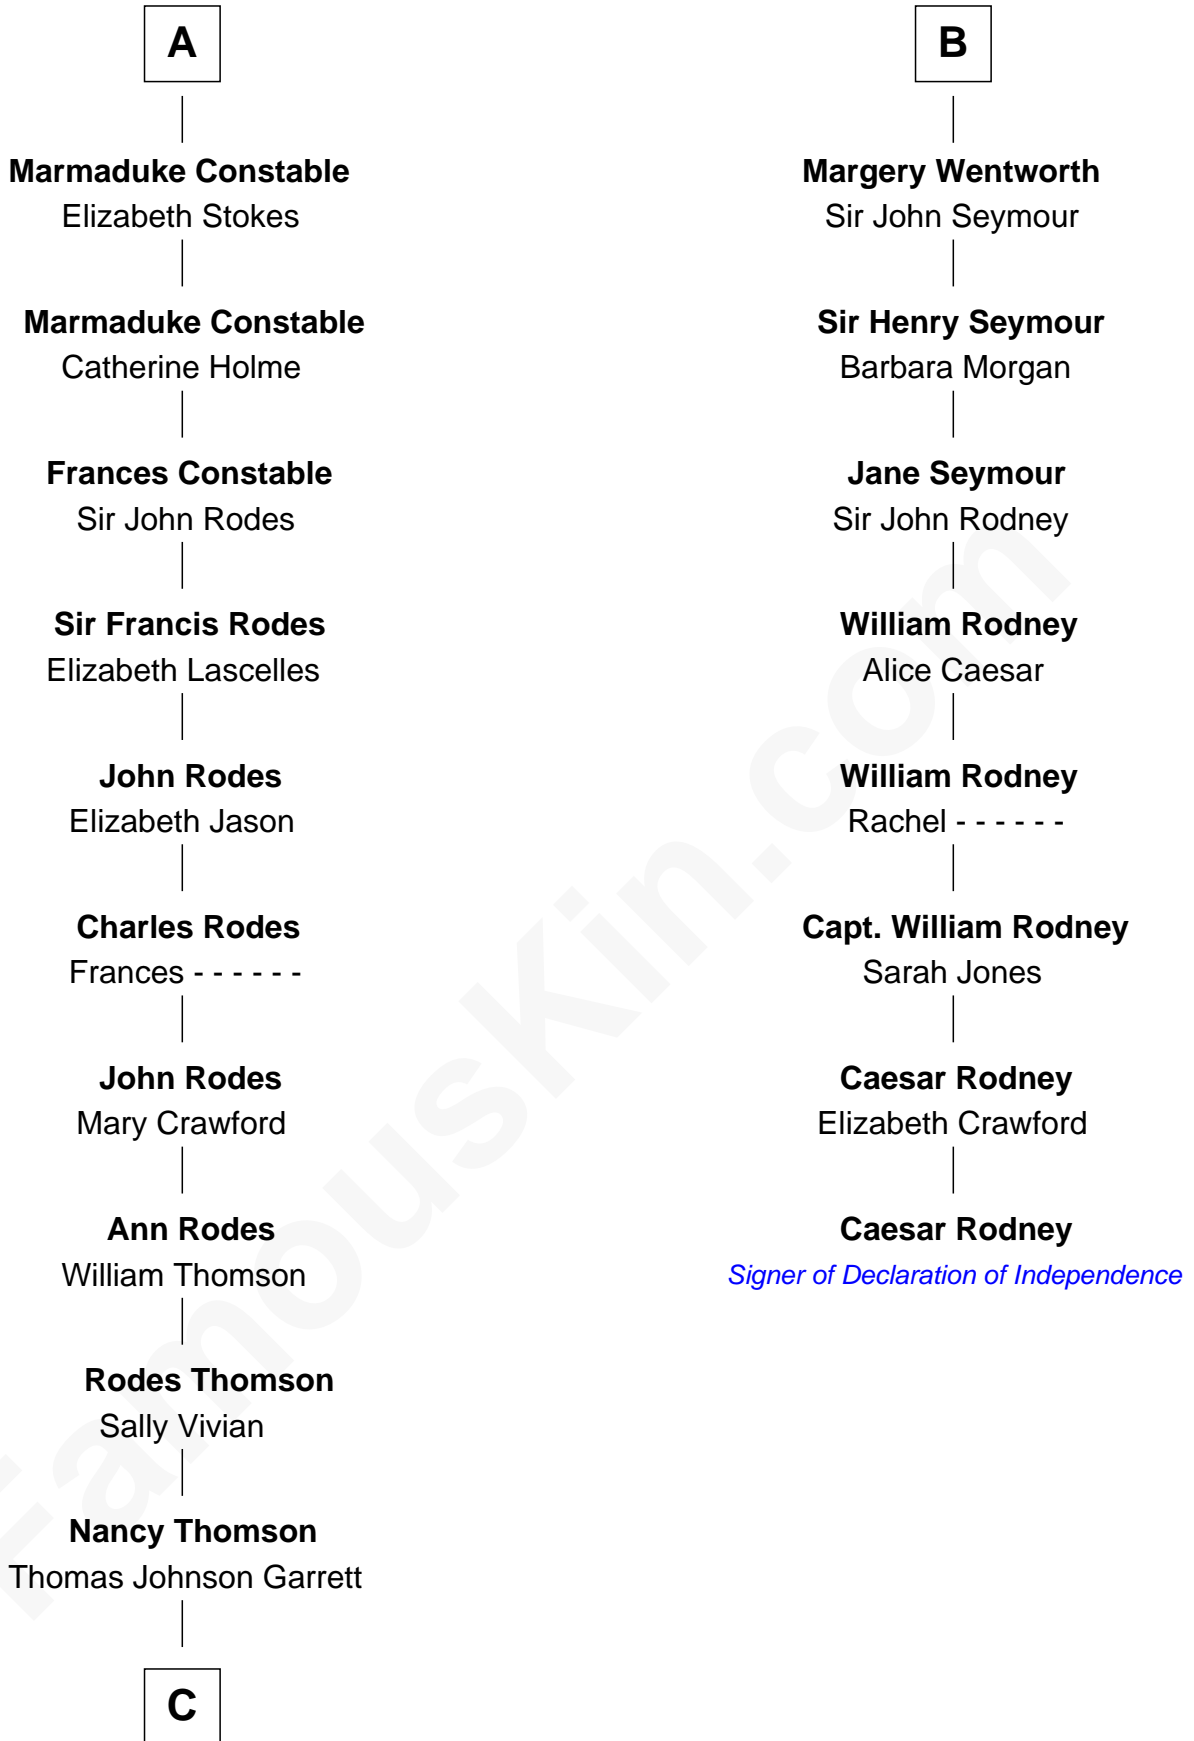 A
Marmaduke Constable
Elizabeth Stokes
Marmaduke Constable
Catherine Holme
Frances Constable
Sir John Rodes
Sir Francis Rodes
Elizabeth Lascelles
John Rodes
Elizabeth Jason
Charles Rodes
Frances - - - - - -
John Rodes
Mary Crawford
Ann Rodes
William Thomson
Rodes Thomson
Sally Vivian
Nancy Thomson
Thomas Johnson Garrett
C
B
Margery Wentworth
Sir John Seymour
Sir Henry Seymour
Barbara Morgan
Jane Seymour
Sir John Rodney
William Rodney
Alice Caesar
William Rodney
Rachel - - - - - -
Capt. William Rodney
Sarah Jones
Caesar Rodney
Elizabeth Crawford
Caesar Rodney
Signer of Declaration of Independence
FamousKin.com